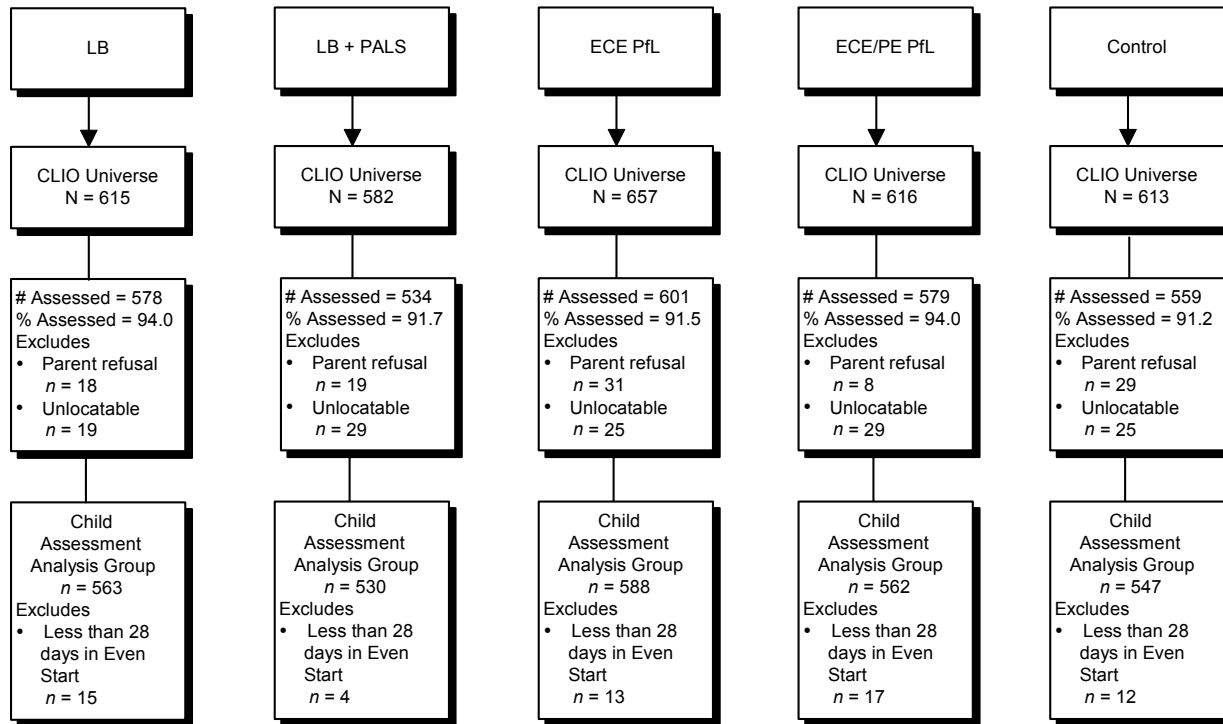 LB
LB + PALS
ECE PfL
ECE/PE PfL
Control
CLIO Universe
N = 615
CLIO Universe
N = 582
CLIO Universe
N = 657
CLIO Universe
N = 616
CLIO Universe
N = 613
# Assessed = 578
% Assessed = 94.0
Excludes
• Parent refusal
n = 18
• Unlocatable
n = 19
# Assessed = 534
% Assessed = 91.7
Excludes
• Parent refusal
n = 19
• Unlocatable
n = 29
# Assessed = 601
% Assessed = 91.5
Excludes
• Parent refusal
n = 31
• Unlocatable
n = 25
# Assessed = 579
% Assessed = 94.0
Excludes
• Parent refusal
n = 8
• Unlocatable
n = 29
# Assessed = 559
% Assessed = 91.2
Excludes
• Parent refusal
n = 29
• Unlocatable
n = 25
Child
Assessment
Analysis Group
n = 563
Excludes
• Less than 28
days in Even
Start
n = 15
Child
Assessment
Analysis Group
n = 530
Excludes
• Less than 28
days in Even
Start
n = 4
Child
Assessment
Analysis Group
n = 588
Excludes
• Less than 28
days in Even
Start
n = 13
Child
Assessment
Analysis Group
n = 562
Excludes
• Less than 28
days in Even
Start
n = 17
Child
Assessment
Analysis Group
n = 547
Excludes
• Less than 28
days in Even
Start
n = 12